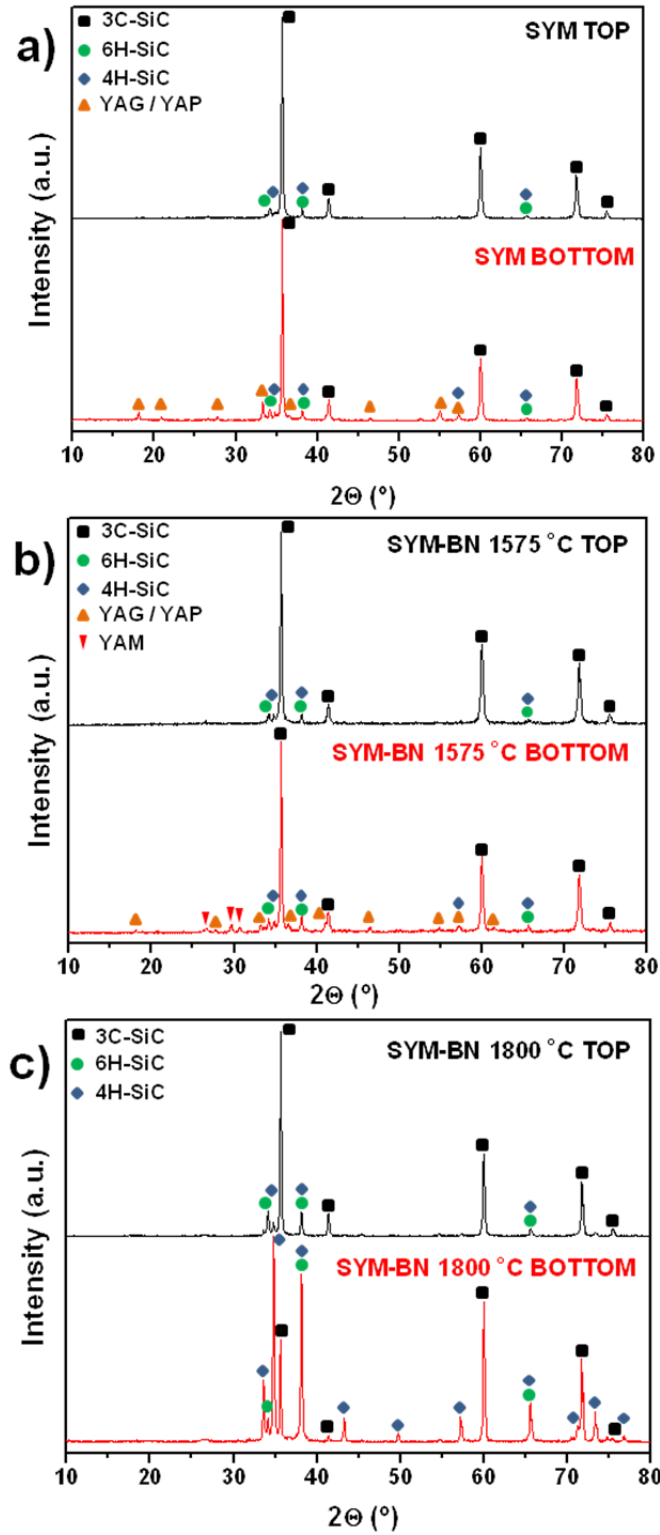 a)
3C-SiC
6H-SiC
4H-SiC
YAG / YAP
SYM TOP
SYM BOTTOM
Intensity (a.u.)
10 20 30 40 50 60 70 80
2Θ (°)
b)
3C-SiC
6H-SiC
4H-SiC
YAG / YAP
YAM
SYM-BN 1575 °C TOP
SYM-BN 1575 °C BOTTOM
Intensity (a.u.)
10 20 30 40 50 60 70 80
2Θ (°)
c)
3C-SiC
6H-SiC
4H-SiC
SYM-BN 1800 °C TOP
SYM-BN 1800 °C BOTTOM
Intensity (a.u.)
10 20 30 40 50 60 70 80
2Θ (°)